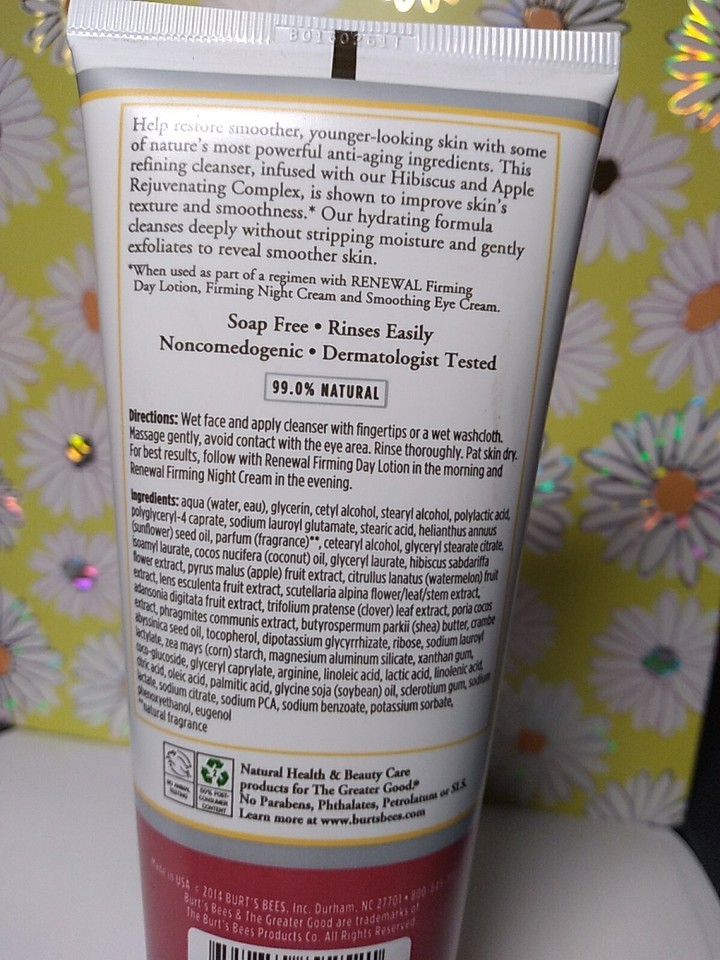 B01602611
Help restore smoother, younger-looking skin with some
of nature's most powerful anti-aging ingredients. This
refining cleanser, infused with our Hibiscus and Apple
Rejuvenating Complex, is shown to improve skin's
texture and smoothness.* Our hydrating formula
cleanses deeply without stripping moisture and gently
exfoliates to reveal smoother skin.
*When used as part of a regimen with RENEWAL Firming
Day Lotion, Firming Night Cream and Smoothing Eye Cream.
Soap Free • Rinses Easily
Noncomedogenic • Dermatologist Tested
99.0% NATURAL
Directions: Wet face and apply cleanser with fingertips or a wet washcloth.
Massage gently, avoid contact with the eye area. Rinse thoroughly. Pat skin dry.
For best results, follow with Renewal Firming Day Lotion in the morning and
Renewal Firming Night Cream in the evening.
Ingredients: aqua (water, eau), glycerin, cetyl alcohol, stearyl alcohol, polylactic acid,
polyglyceryl-4 caprate, sodium lauroyl glutamate, stearic acid, helianthus annuus
(sunflower) seed oil, parfum (fragrance)**, cetearyl alcohol, glyceryl stearate citrate,
isoamyl laurate, cocos nucifera (coconut) oil, glyceryl laurate, hibiscus sabdariffa
flower extract, pyrus malus (apple) fruit extract, citrullus lanatus (watermelon) fruit
extract, lens esculenta fruit extract, scutellaria alpina flower/leaf/stem extract,
adansonia digitata fruit extract, trifolium pratense (clover) leaf extract, poria cocos
extract, phragmites communis extract, butyrospermum parkii (shea) butter, crambe
abyssinica seed oil, tocopherol, dipotassium glycyrrhizate, ribose, sodium lauroyl
lactylate, zea mays (corn) starch, magnesium aluminum silicate, xanthan gum,
coco-glucoside, glyceryl caprylate, arginine, linoleic acid, lactic acid, linolenic acid,
citric acid, oleic acid, palmitic acid, glycine soja (soybean) oil, sclerotium gum, sodium
lactate, sodium citrate, sodium PCA, sodium benzoate, potassium sorbate,
phenoxyethanol, eugenol
**natural fragrance
NO ANIMAL
TESTING
50% POST-
CONSUMER
CONTENT
Natural Health & Beauty Care
products for The Greater Good.®
No Parabens, Phthalates, Petrolatum or SLS.
Learn more at www.burtsbees.com
Made in USA © 2014 BURT'S BEES, Inc. Durham, NC 27701 • 800-
Burt's Bees & The Greater Good are trademarks of
The Burt's Bees Products Co. All Rights Reserved.